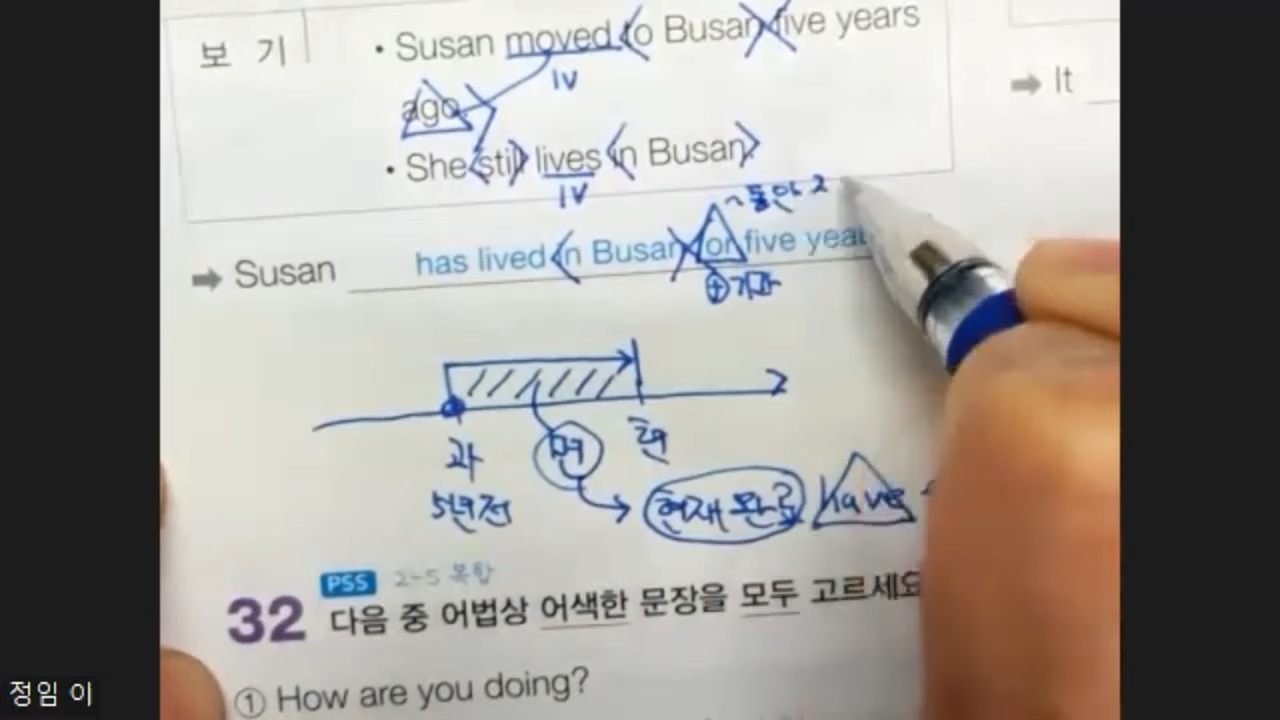 보 기
• Susan moved to Busan five years
IV
ago.
• She still lives in Busan.
IV
~동안
➡ Susan has lived in Busan for five
+기간
➡ It
과
5년전
현
현재완료 have
PSS 2-5 복합
32 다음 중 어법상 어색한 문장을 모두 고르세요
① How are you doing?
정임 이